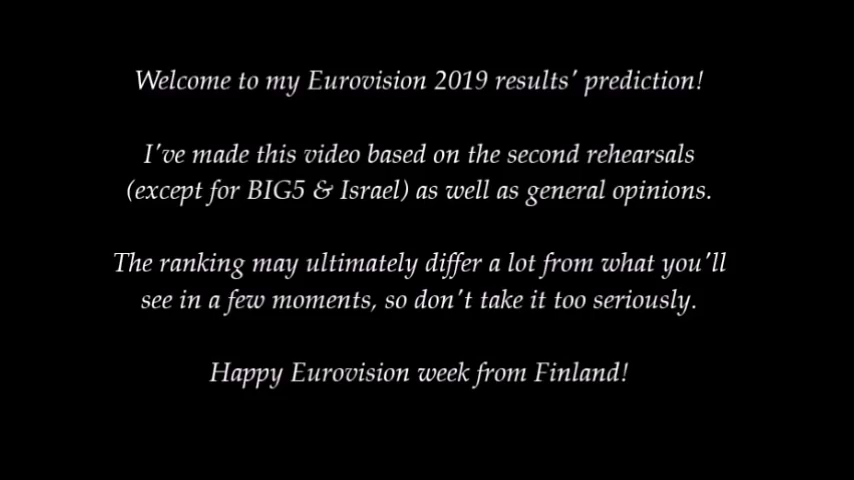 Welcome to my Eurovision 2019 results' prediction!
I've made this video based on the second rehearsals
(except for BIG5 & Israel) as well as general opinions.
The ranking may ultimately differ a lot from what you'll
see in a few moments, so don't take it too seriously.
Happy Eurovision week from Finland!